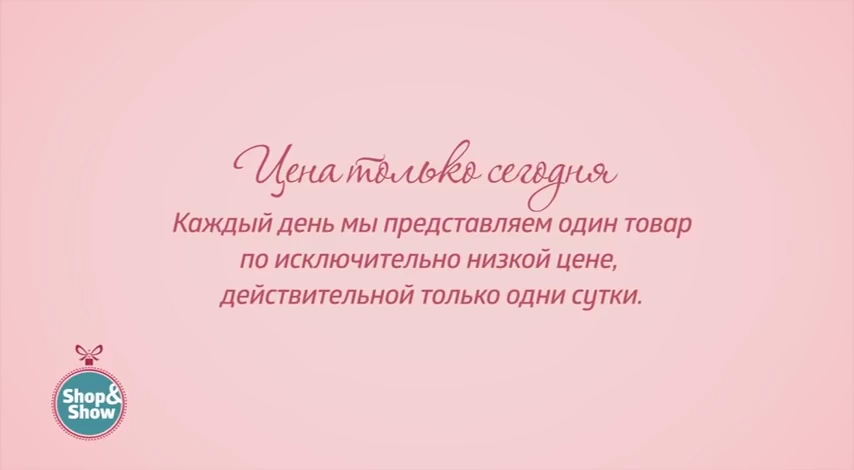 Цена только сегодня
Каждый день мы представляем один товар
по исключительно низкой цене,
действительной только одни сутки.
Shop&
Show